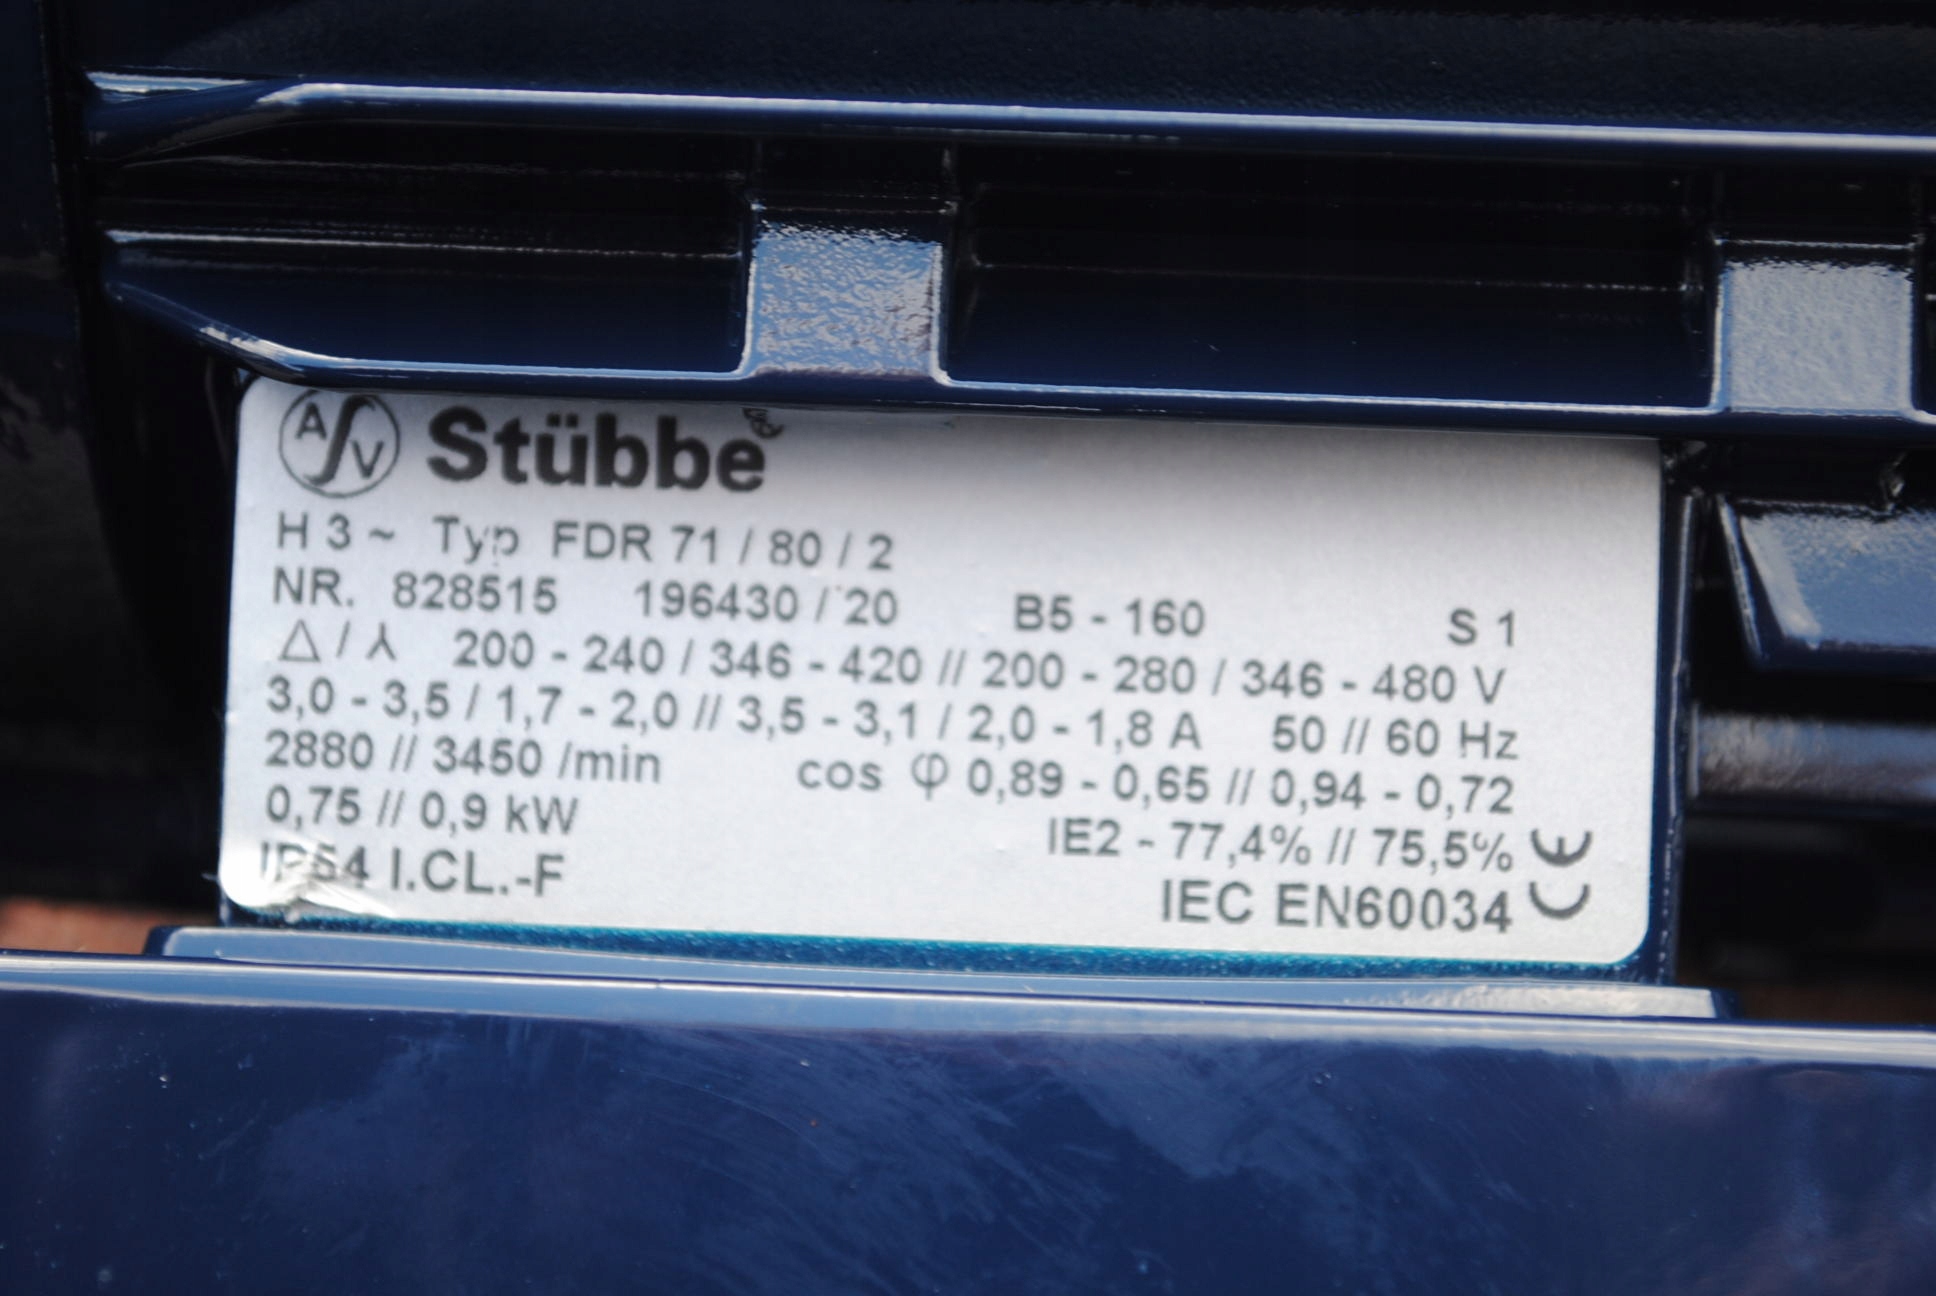 ASV Stübbe
H 3 ~ Typ FDR 71 / 80 / 2
NR. 828515 196430 / 20 B5 - 160 S 1
△ / ⅄ 200 - 240 / 346 - 420 // 200 - 280 / 346 - 480 V
3,0 - 3,5 / 1,7 - 2,0 // 3,5 - 3,1 / 2,0 - 1,8 A 50 // 60 Hz
2880 // 3450 /min cos φ 0,89 - 0,65 // 0,94 - 0,72
0,75 // 0,9 kW IE2 - 77,4% // 75,5% CE
IP54 I.CL.-F IEC EN60034